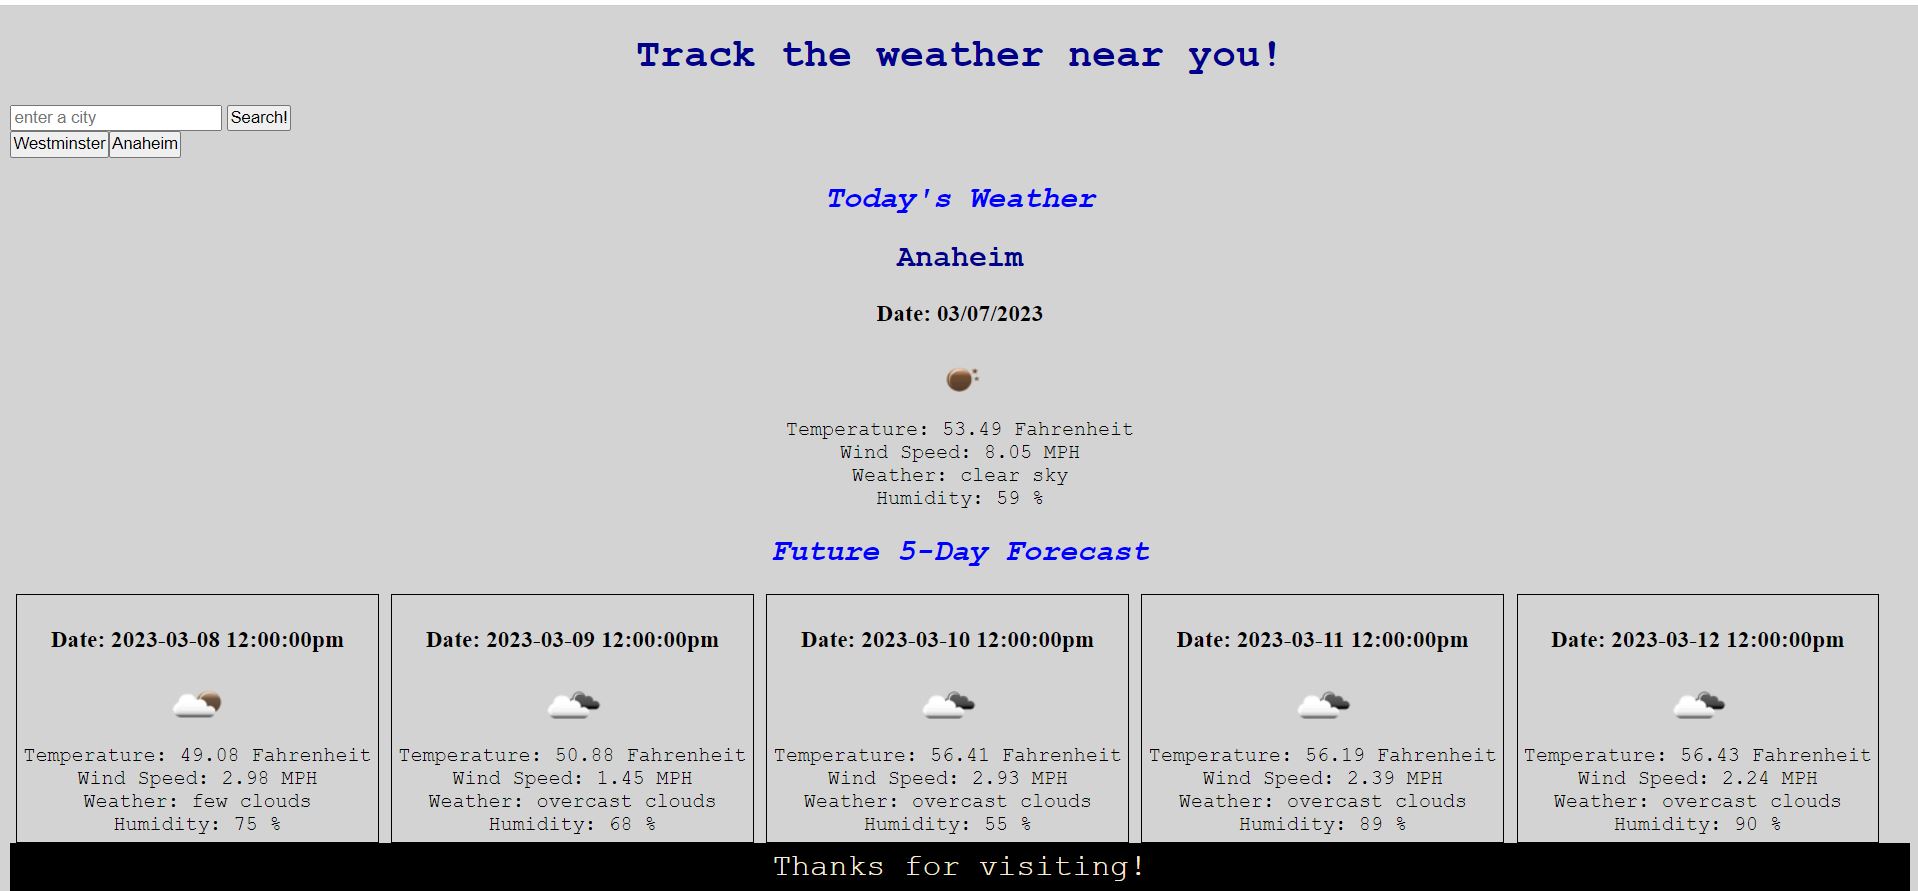 Track the weather near you!
enter a city Search!
Westminster Anaheim
Today's Weather
Anaheim
Date: 03/07/2023
Temperature: 53.49 Fahrenheit
Wind Speed: 8.05 MPH
Weather: clear sky
Humidity: 59 %
Future 5-Day Forecast
Date: 2023-03-08 12:00:00pm
Temperature: 49.08 Fahrenheit
Wind Speed: 2.98 MPH
Weather: few clouds
Humidity: 75 %
Date: 2023-03-09 12:00:00pm
Temperature: 50.88 Fahrenheit
Wind Speed: 1.45 MPH
Weather: overcast clouds
Humidity: 68 %
Date: 2023-03-10 12:00:00pm
Temperature: 56.41 Fahrenheit
Wind Speed: 2.93 MPH
Weather: overcast clouds
Humidity: 55 %
Date: 2023-03-11 12:00:00pm
Temperature: 56.19 Fahrenheit
Wind Speed: 2.39 MPH
Weather: overcast clouds
Humidity: 89 %
Date: 2023-03-12 12:00:00pm
Temperature: 56.43 Fahrenheit
Wind Speed: 2.24 MPH
Weather: overcast clouds
Humidity: 90 %
Thanks for visiting!